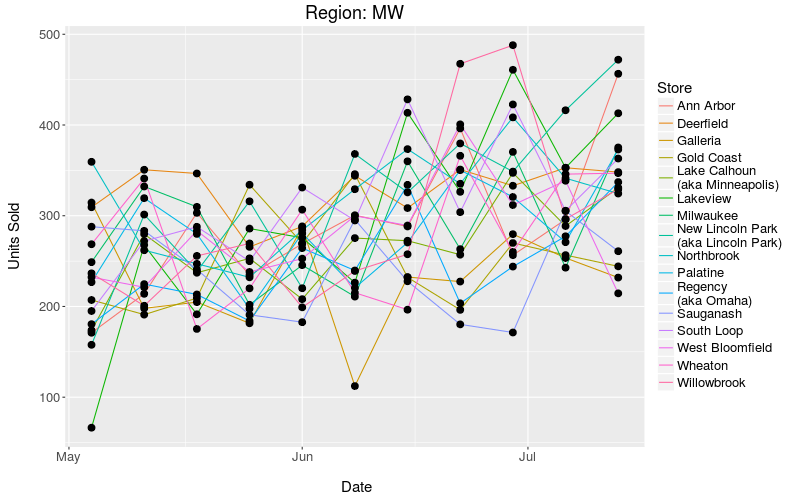 Region: MW
500
400
300
200
100
Units Sold
May
Jun
Jul
Date
Store
Ann Arbor
Deerfield
Galleria
Gold Coast
Lake Calhoun
(aka Minneapolis)
Lakeview
Milwaukee
New Lincoln Park
(aka Lincoln Park)
Northbrook
Palatine
Regency
(aka Omaha)
Sauganash
South Loop
West Bloomfield
Wheaton
Willowbrook